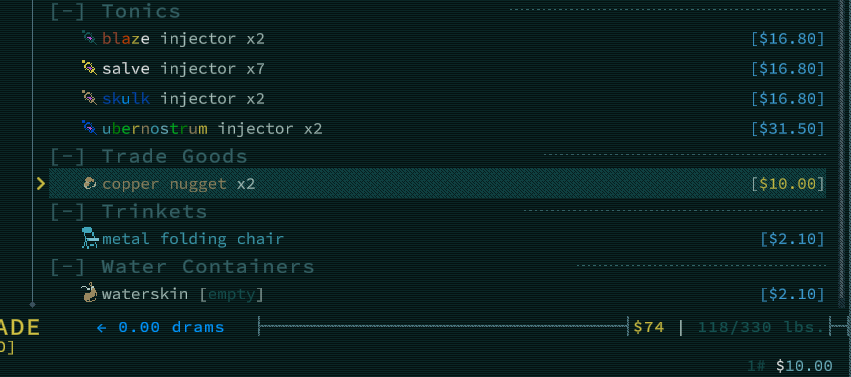 [-] Tonics
blaze injector x2 [$16.80]
salve injector x7 [$16.80]
skulk injector x2 [$16.80]
ubernostrum injector x2 [$31.50]
[-] Trade Goods
> copper nugget x2 [$10.00]
[-] Trinkets
metal folding chair [$2.10]
[-] Water Containers
waterskin [empty] [$2.10]
ADE ← 0.00 drams $74 | 118/330 lbs.
]
1# $10.00